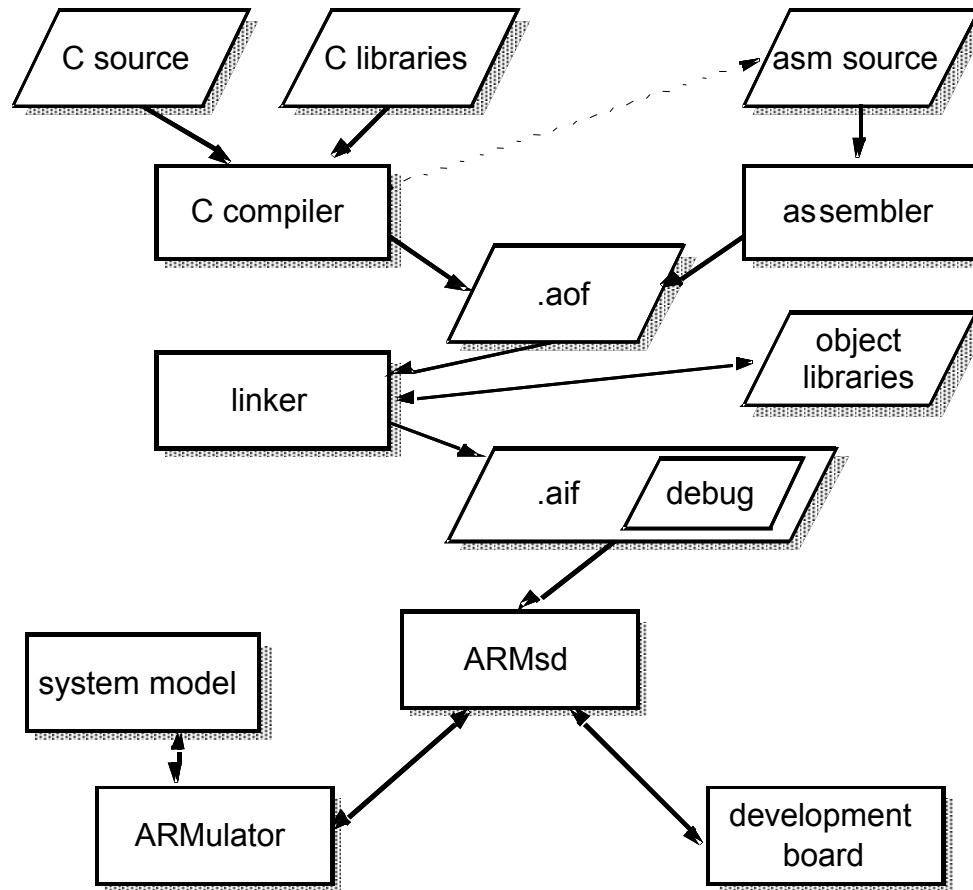 C source
C libraries
asm source
C compiler
assembler
.aof
object
libraries
linker
.aif
debug
ARMsd
system model
ARMulator
development
board